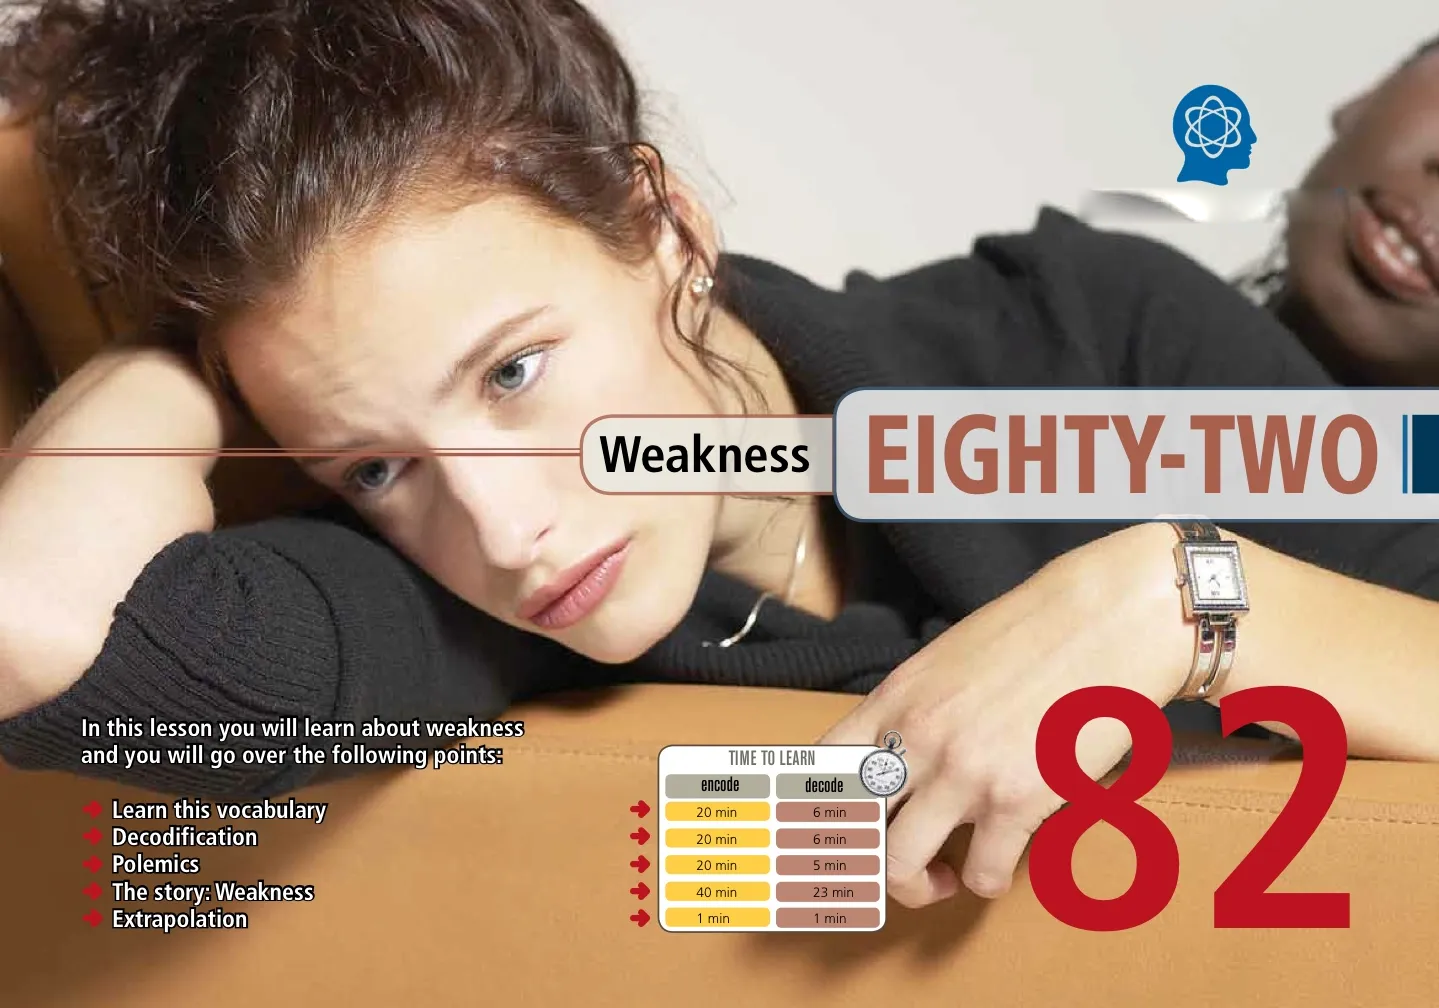 Weakness
EIGHTY-TWO
In this lesson you will learn about weakness
and you will go over the following points:
Learn this vocabulary
Decodification
Polemics
The story: Weakness
Extrapolation
TIME TO LEARN
encode decode
20 min 6 min
20 min 6 min
20 min 5 min
40 min 23 min
1 min 1 min
82